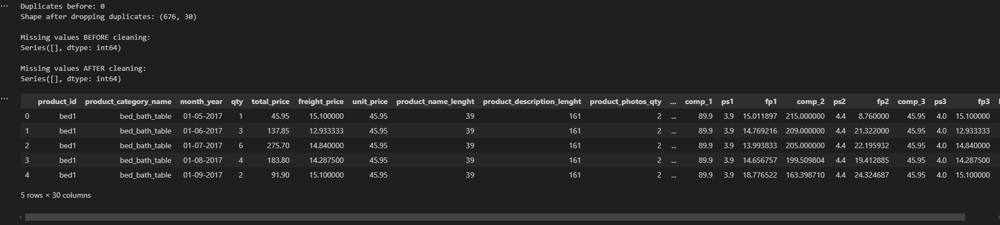 Duplicates before: 0
Shape after dropping duplicates: (676, 30)
Missing values BEFORE cleaning:
Series([], dtype: int64)
Missing values AFTER cleaning:
Series([], dtype: int64)
product_id product_category_name month_year qty total_price freight_price unit_price product_name_lenght product_description_lenght product_photos_qty ... comp_1 ps1 fp1 comp_2 ps2 fp2 comp_3 ps3 fp3
0 bed1 bed_bath_table 01-05-2017 1 45.95 15.100000 45.95 39 161 2 ... 89.9 3.9 15.011897 215.000000 4.4 8.760000 45.95 4.0 15.100000
1 bed1 bed_bath_table 01-06-2017 3 137.85 12.933333 45.95 39 161 2 ... 89.9 3.9 14.769216 209.000000 4.4 21.322000 45.95 4.0 12.933333
2 bed1 bed_bath_table 01-07-2017 6 275.70 14.840000 45.95 39 161 2 ... 89.9 3.9 13.993833 205.000000 4.4 22.195932 45.95 4.0 14.840000
3 bed1 bed_bath_table 01-08-2017 4 183.80 14.287500 45.95 39 161 2 ... 89.9 3.9 14.656757 199.509804 4.4 19.412885 45.95 4.0 14.287500
4 bed1 bed_bath_table 01-09-2017 2 91.90 15.100000 45.95 39 161 2 ... 89.9 3.9 18.776522 163.398710 4.4 24.324687 45.95 4.0 15.100000
5 rows × 30 columns